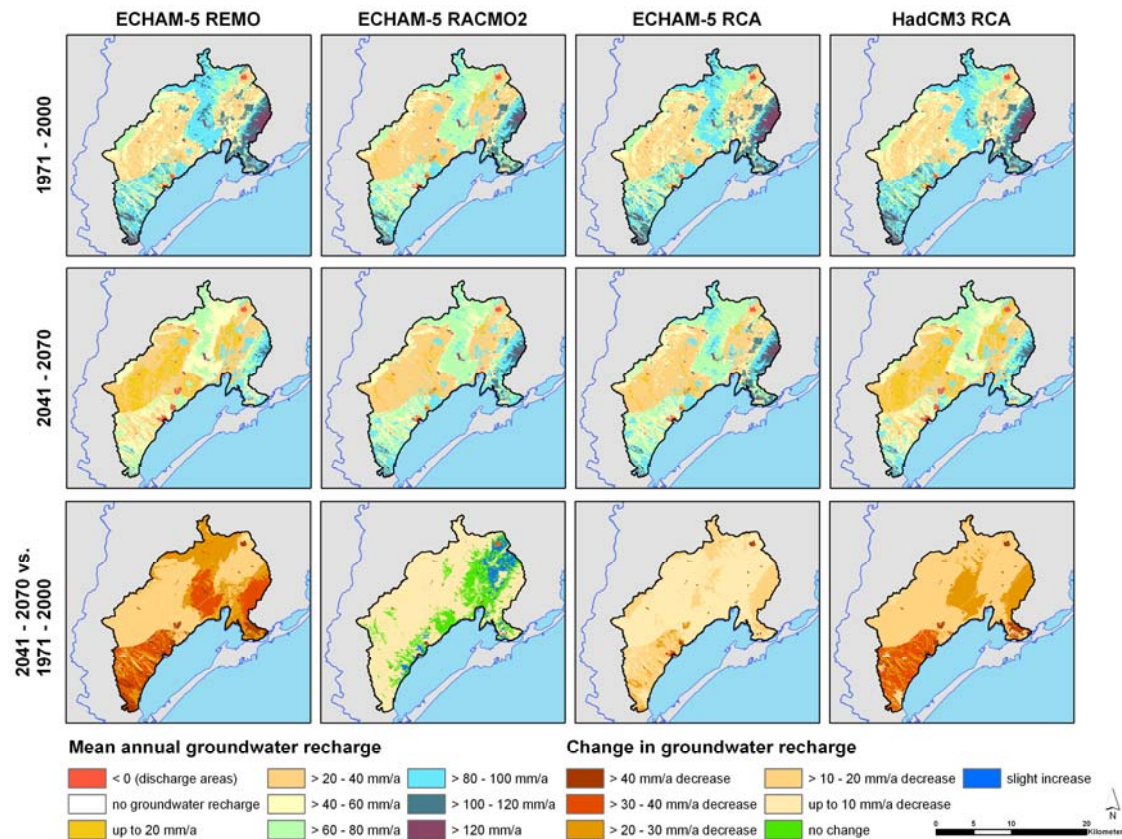 ECHAM-5 REMO
ECHAM-5 RACMO2
ECHAM-5 RCA
HadCM3 RCA
1971 - 2000
2041 - 2070
2041 - 2070 vs.
1971 - 2000
Mean annual groundwater recharge
< 0 (discharge areas)
no groundwater recharge
up to 20 mm/a
> 20 - 40 mm/a
> 40 - 60 mm/a
> 60 - 80 mm/a
> 80 - 100 mm/a
> 100 - 120 mm/a
> 120 mm/a
Change in groundwater recharge
> 40 mm/a decrease
> 30 - 40 mm/a decrease
> 20 - 30 mm/a decrease
> 10 - 20 mm/a decrease
up to 10 mm/a decrease
no change
slight increase
N
0 5 10 20
Kilometer